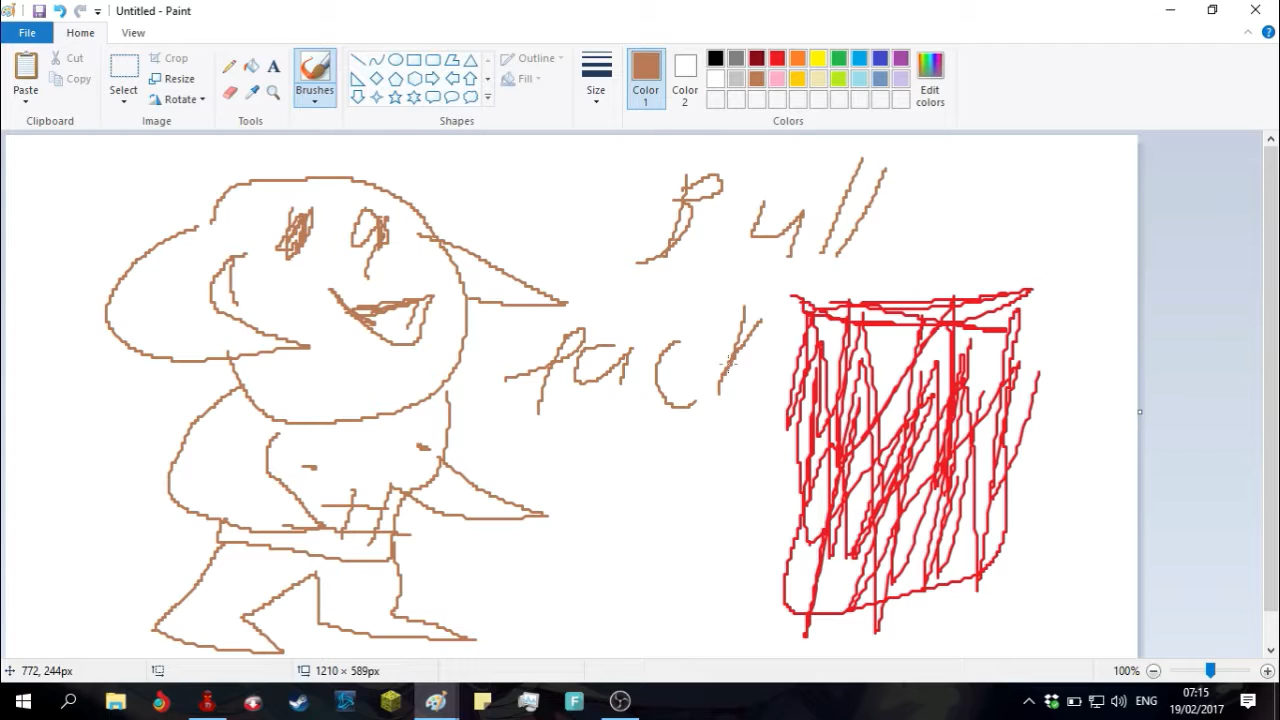 Untitled - Paint
File Home View
Paste Cut Copy Select Crop Resize Rotate Brushes Outline Fill Size Color 1 Color 2 Edit colors
Clipboard Image Tools Shapes Colors
Bull
772, 244px 1210 × 589px 100%
ENG 07:15
19/02/2017